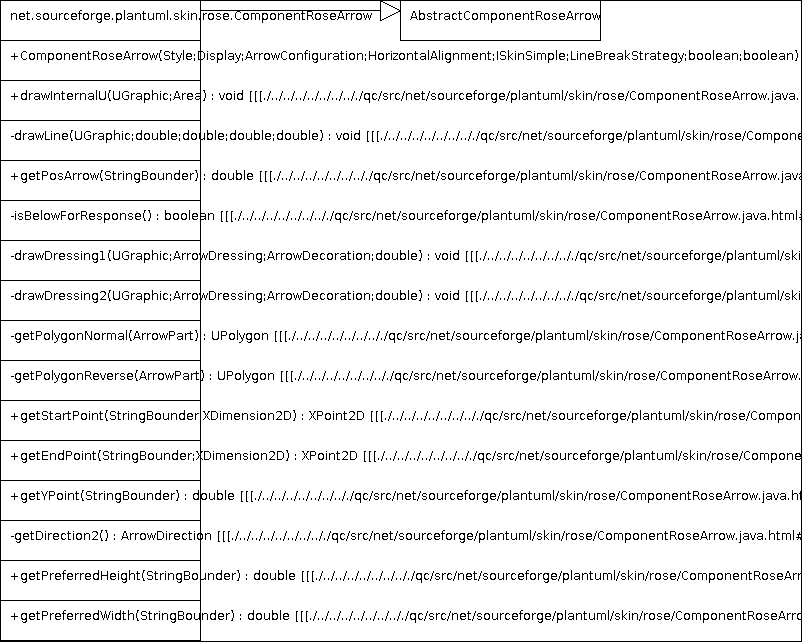 net.sourceforge.plantuml.skin.rose.ComponentRoseArrow AbstractComponentRoseArrow
+ComponentRoseArrow(Style;Display;ArrowConfiguration;HorizontalAlignment;ISkinSimple;LineBreakStrategy;boolean;boolean)
+drawInternalU(UGraphic;Area) : void [[[./../../../../../../../../qc/src/net/sourceforge/plantuml/skin/rose/ComponentRoseArrow.java.
-drawLine(UGraphic;double;double;double;double) : void [[[./../../../../../../../../qc/src/net/sourceforge/plantuml/skin/rose/Compone
+getPosArrow(StringBounder) : double [[[./../../../../../../../../qc/src/net/sourceforge/plantuml/skin/rose/ComponentRoseArrow.java
-isBelowForResponse() : boolean [[[./../../../../../../../../qc/src/net/sourceforge/plantuml/skin/rose/ComponentRoseArrow.java.html#
-drawDressing1(UGraphic;ArrowDressing;ArrowDecoration;double) : void [[[./../../../../../../../../qc/src/net/sourceforge/plantuml/ski
-drawDressing2(UGraphic;ArrowDressing;ArrowDecoration;double) : void [[[./../../../../../../../../qc/src/net/sourceforge/plantuml/ski
-getPolygonNormal(ArrowPart) : UPolygon [[[./../../../../../../../../qc/src/net/sourceforge/plantuml/skin/rose/ComponentRoseArrow.ja
-getPolygonReverse(ArrowPart) : UPolygon [[[./../../../../../../../../qc/src/net/sourceforge/plantuml/skin/rose/ComponentRoseArrow.
+getStartPoint(StringBounder;XDimension2D) : XPoint2D [[[./../../../../../../../../qc/src/net/sourceforge/plantuml/skin/rose/Compon
+getEndPoint(StringBounder;XDimension2D) : XPoint2D [[[./../../../../../../../../qc/src/net/sourceforge/plantuml/skin/rose/Compone
+getYPoint(StringBounder) : double [[[./../../../../../../../../qc/src/net/sourceforge/plantuml/skin/rose/ComponentRoseArrow.java.ht
-getDirection2() : ArrowDirection [[[./../../../../../../../../qc/src/net/sourceforge/plantuml/skin/rose/ComponentRoseArrow.java.html#
+getPreferredHeight(StringBounder) : double [[[./../../../../../../../../qc/src/net/sourceforge/plantuml/skin/rose/ComponentRoseArr
+getPreferredWidth(StringBounder) : double [[[./../../../../../../../../qc/src/net/sourceforge/plantuml/skin/rose/ComponentRoseArro